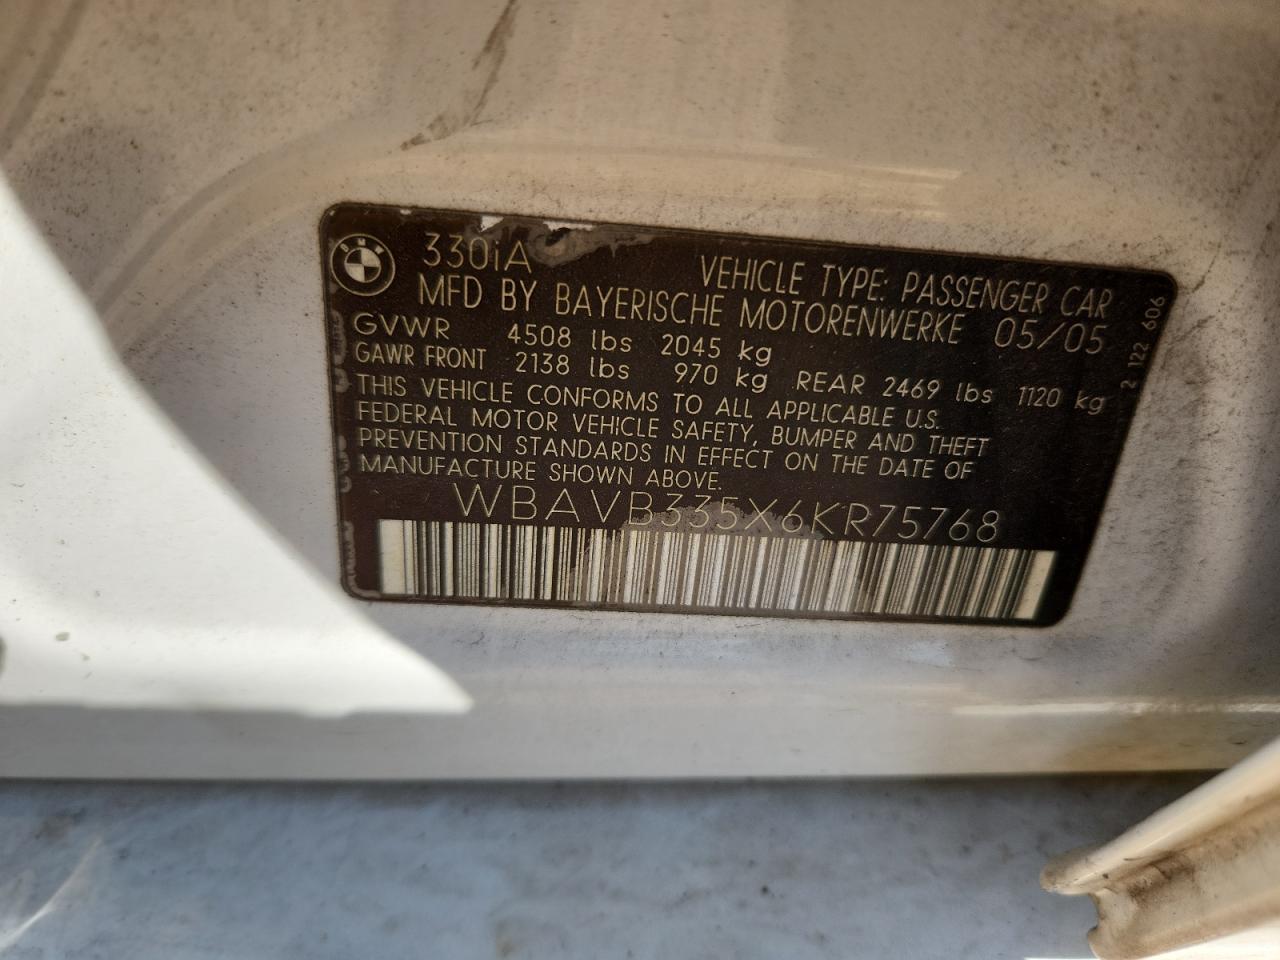 BMW
330iA
VEHICLE TYPE: PASSENGER CAR
MFD BY BAYERISCHE MOTORENWERKE 05/05
GVWR 4508 lbs 2045 kg
GAWR FRONT 2138 lbs 970 kg REAR 2469 lbs 1120 kg
THIS VEHICLE CONFORMS TO ALL APPLICABLE U.S.
FEDERAL MOTOR VEHICLE SAFETY, BUMPER AND THEFT
PREVENTION STANDARDS IN EFFECT ON THE DATE OF
MANUFACTURE SHOWN ABOVE.
WBAVB335X6KR75768
2 122 606